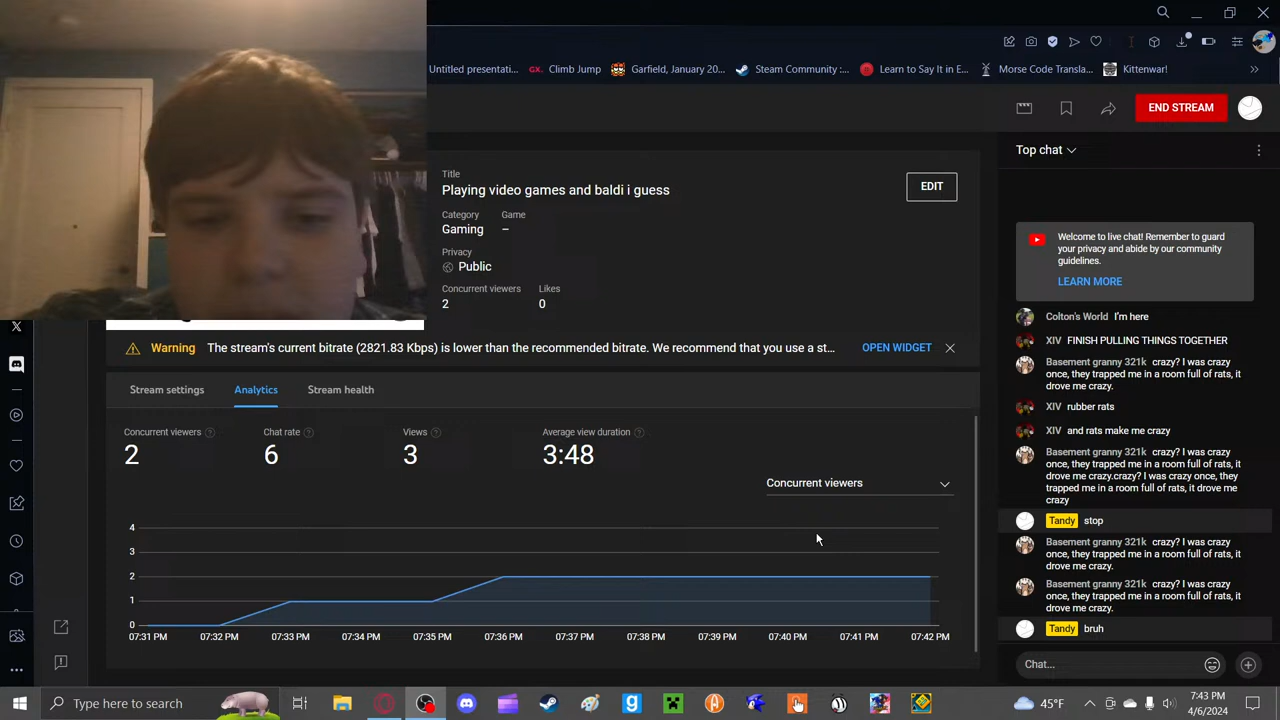 Untitled presentati...
GX. Climb Jump
Garfield, January 20...
Steam Community :...
Learn to Say It in E...
Morse Code Transla...
Kittenwar!
END STREAM
Title
Playing video games and baldi i guess
EDIT
Category Game
Gaming –
Privacy
Public
Concurrent viewers Likes
2 0
Warning The stream's current bitrate (2821.83 Kbps) is lower than the recommended bitrate. We recommend that you use a st... OPEN WIDGET
Stream settings Analytics Stream health
Concurrent viewers Chat rate Views Average view duration
2 6 3 3:48
Concurrent viewers
4
3
2
1
0
07:31 PM 07:32 PM 07:33 PM 07:34 PM 07:35 PM 07:36 PM 07:37 PM 07:38 PM 07:39 PM 07:40 PM 07:41 PM 07:42 PM
Top chat
Welcome to live chat! Remember to guard
your privacy and abide by our community
guidelines.
LEARN MORE
Colton's World I'm here
XIV FINISH PULLING THINGS TOGETHER
Basement granny 321k crazy? I was crazy
once, they trapped me in a room full of rats, it
drove me crazy.
XIV rubber rats
XIV and rats make me crazy
Basement granny 321k crazy? I was crazy
once, they trapped me in a room full of rats, it
drove me crazy.crazy? I was crazy once, they
trapped me in a room full of rats, it drove me
crazy
Tandy stop
Basement granny 321k crazy? I was crazy
once, they trapped me in a room full of rats, it
drove me crazy.
Basement granny 321k crazy? I was crazy
once, they trapped me in a room full of rats, it
drove me crazy.
Tandy bruh
Chat...
Type here to search
45°F
7:43 PM
4/6/2024